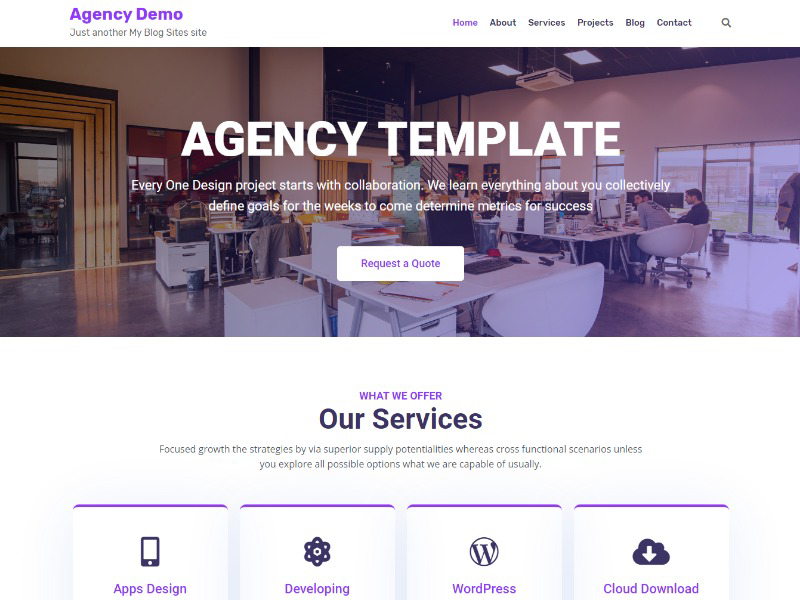 Agency Demo
Just another My Blog Sites site
Home About Services Projects Blog Contact
AGENCY TEMPLATE
Every One Design project starts with collaboration. We learn everything about you collectively
define goals for the weeks to come determine metrics for success
Request a Quote
WHAT WE OFFER
Our Services
Focused growth the strategies by via superior supply potentialities whereas cross functional scenarios unless
you explore all possible options what we are capable of usually.
Apps Design
Developing
WordPress
Cloud Download